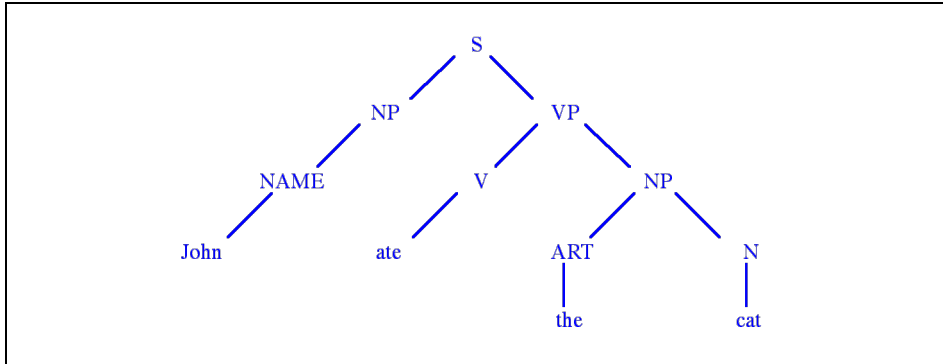 S
NP VP
NAME V NP
John ate ART N
the cat